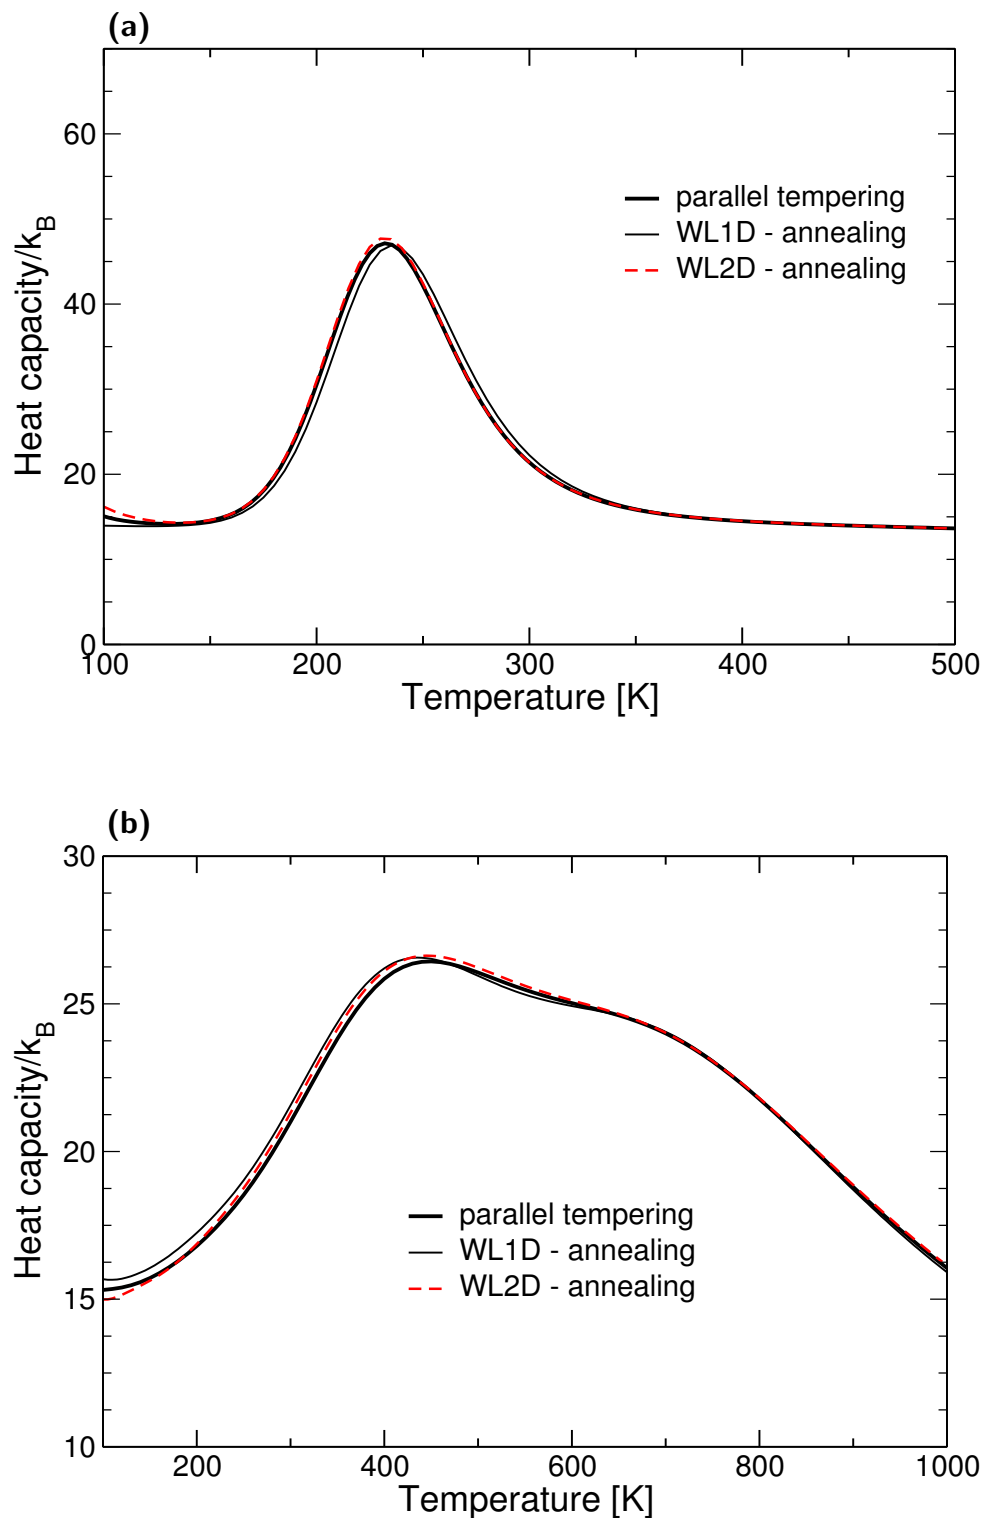 (a)
60
40
20
0
Heat capacity/k_B
parallel tempering
WL1D - annealing
WL2D - annealing
100 200 300 400 500
Temperature [K]
(b)
30
25
20
15
10
Heat capacity/k_B
parallel tempering
WL1D - annealing
WL2D - annealing
200 400 600 800 1000
Temperature [K]